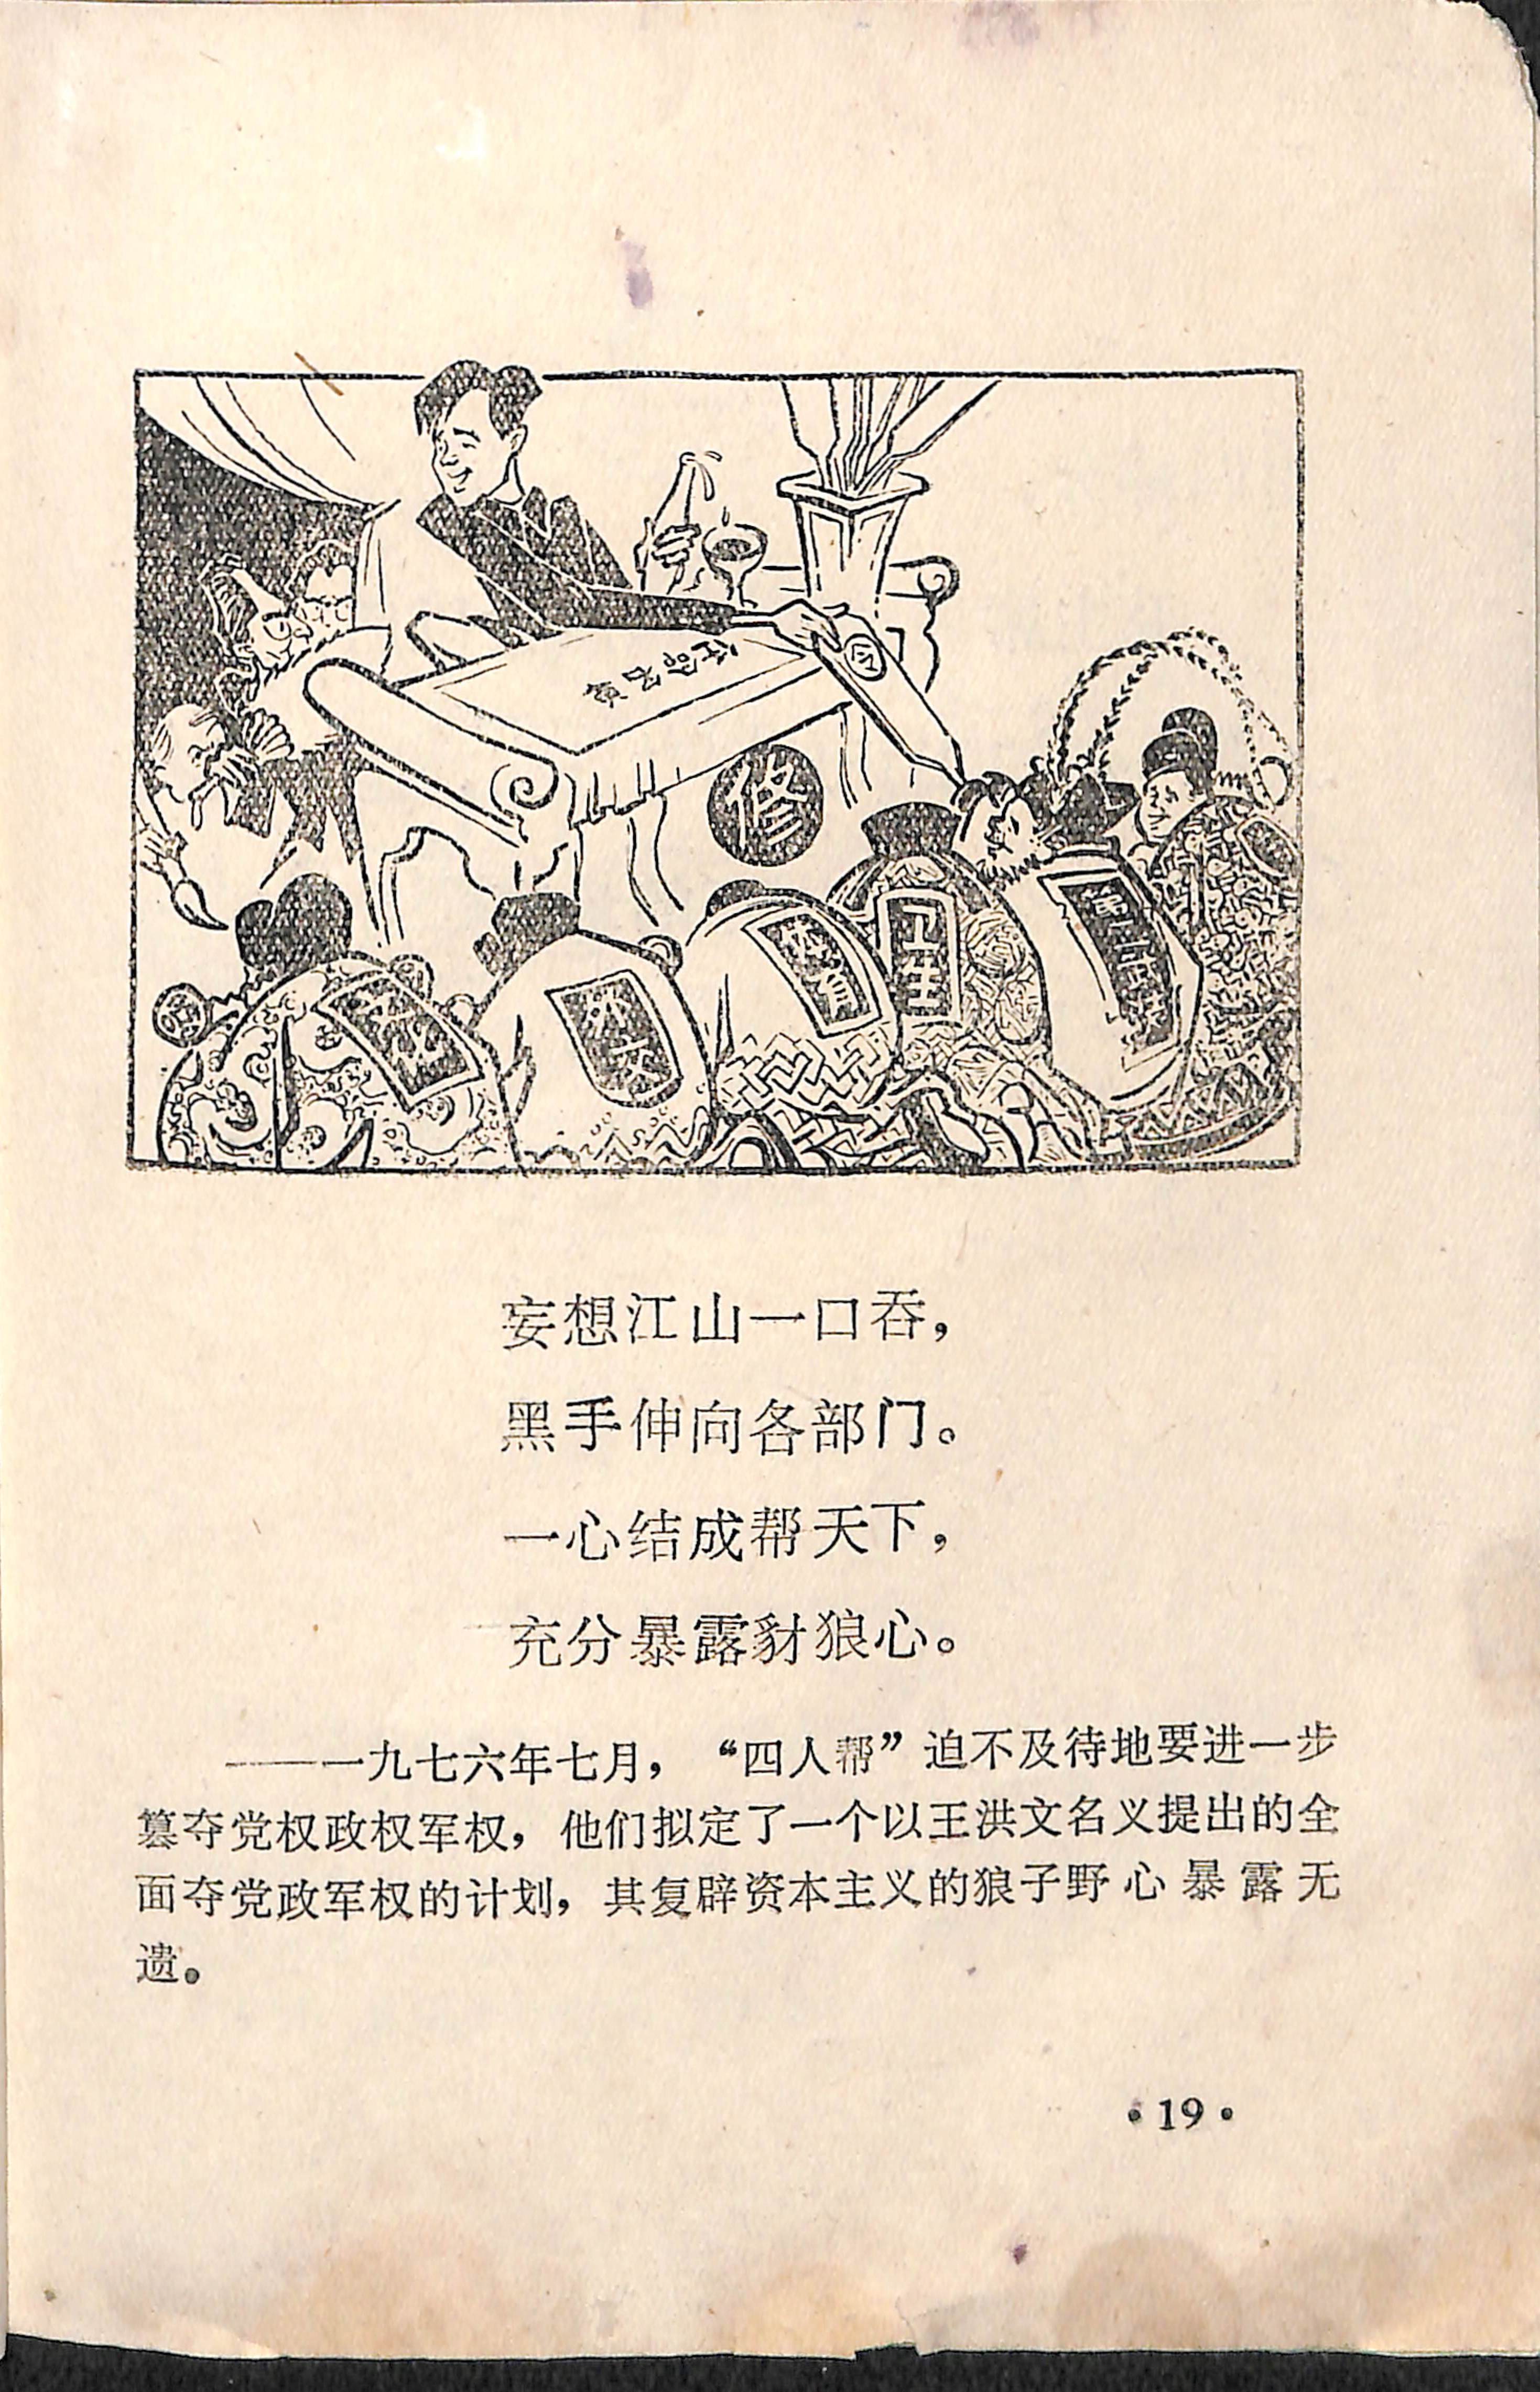 令
修
卫生
妄想江山一口吞，
黑手伸向各部门。
一心结成帮天下，
充分暴露豺狼心。
——一九七六年七月，“四人帮”迫不及待地要进一步
篡夺党权政权军权，他们拟定了一个以王洪文名义提出的全
面夺党政军权的计划，其复辟资本主义的狼子野心暴露无
遗。
·19·